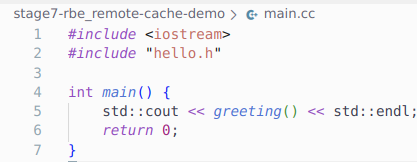 stage7-rbe_remote-cache-demo > main.cc
1 #include <iostream>
2 #include "hello.h"
3
4 int main() {
5     std::cout << greeting() << std::endl;
6     return 0;
7 }